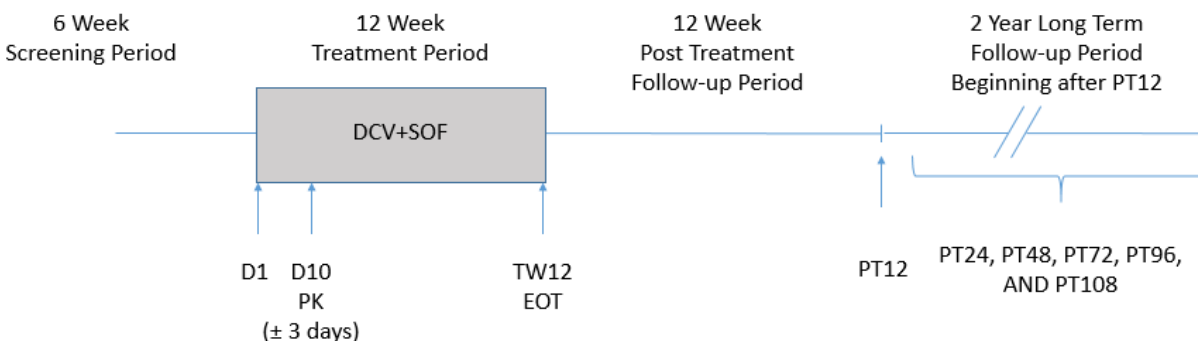 6 Week
Screening Period
12 Week
Treatment Period
12 Week
Post Treatment
Follow-up Period
2 Year Long Term
Follow-up Period
Beginning after PT12
DCV+SOF
D1
D10
PK
(± 3 days)
TW12
EOT
PT12
PT24, PT48, PT72, PT96,
AND PT108